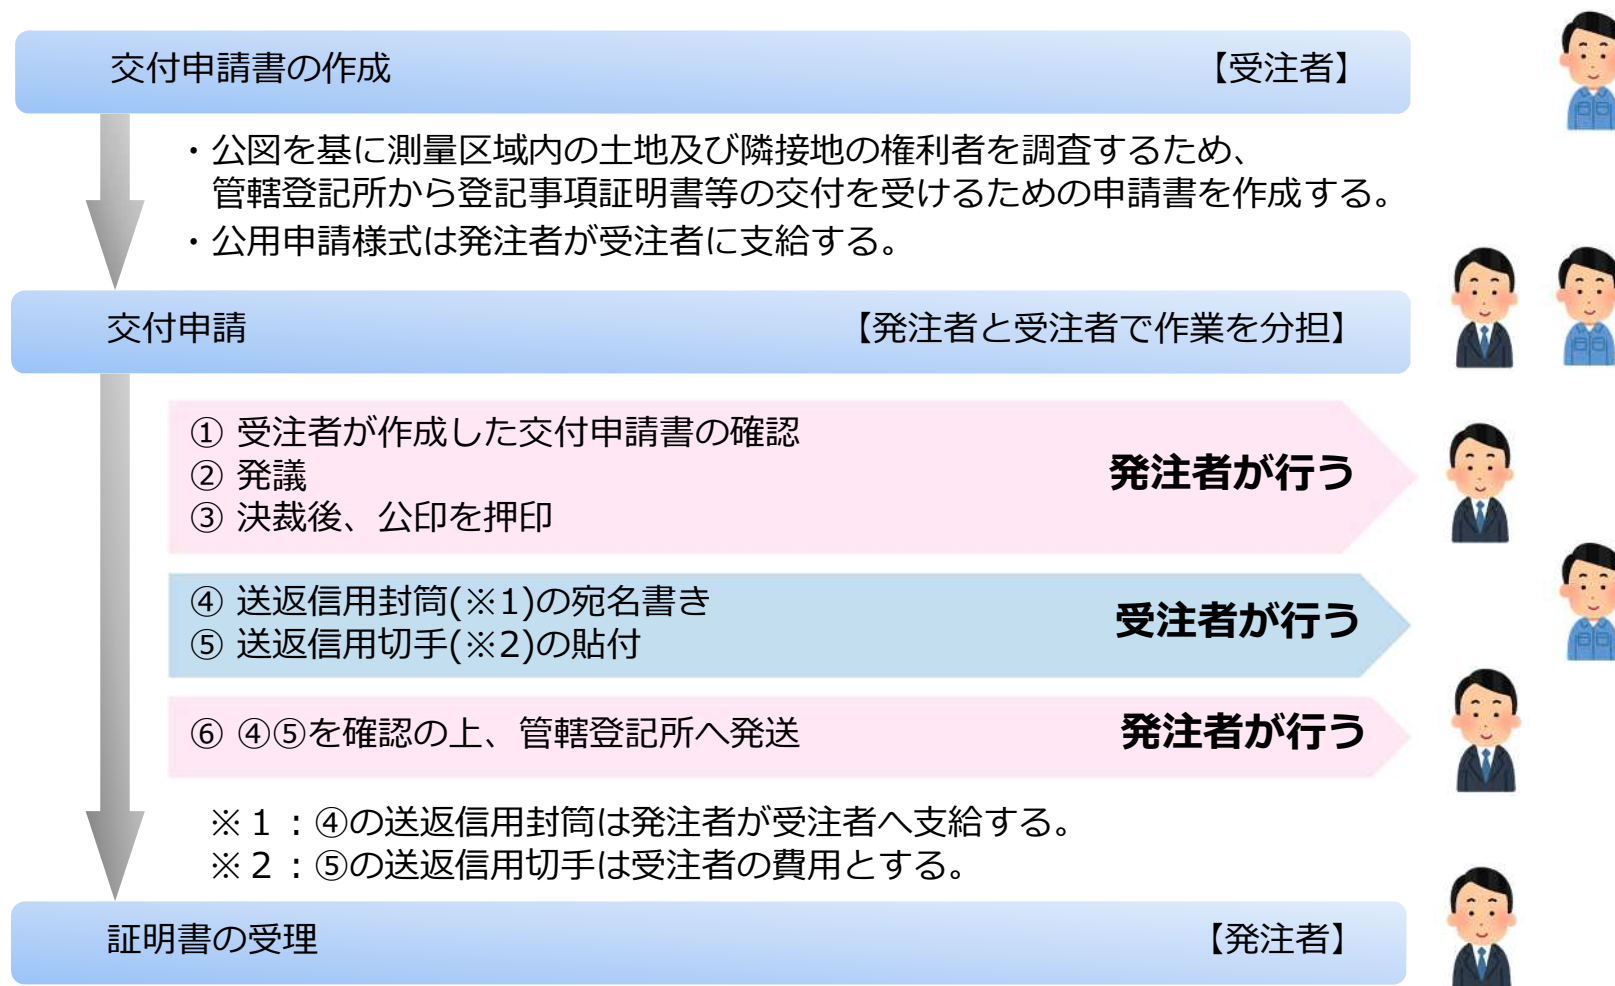 交付申請書の作成 【受注者】
・公図を基に測量区域内の土地及び隣接地の権利者を調査するため、
管轄登記所から登記事項証明書等の交付を受けるための申請書を作成する。
・公用申請様式は発注者が受注者に支給する。
交付申請 【発注者と受注者で作業を分担】
① 受注者が作成した交付申請書の確認
② 発議
③ 決裁後、公印を押印
発注者が行う
④ 送返信用封筒(※1)の宛名書き
⑤ 送返信用切手(※2)の貼付
受注者が行う
⑥ ④⑤を確認の上、管轄登記所へ発送 発注者が行う
※１：④の送返信用封筒は発注者が受注者へ支給する。
※２：⑤の送返信用切手は受注者の費用とする。
証明書の受理 【発注者】